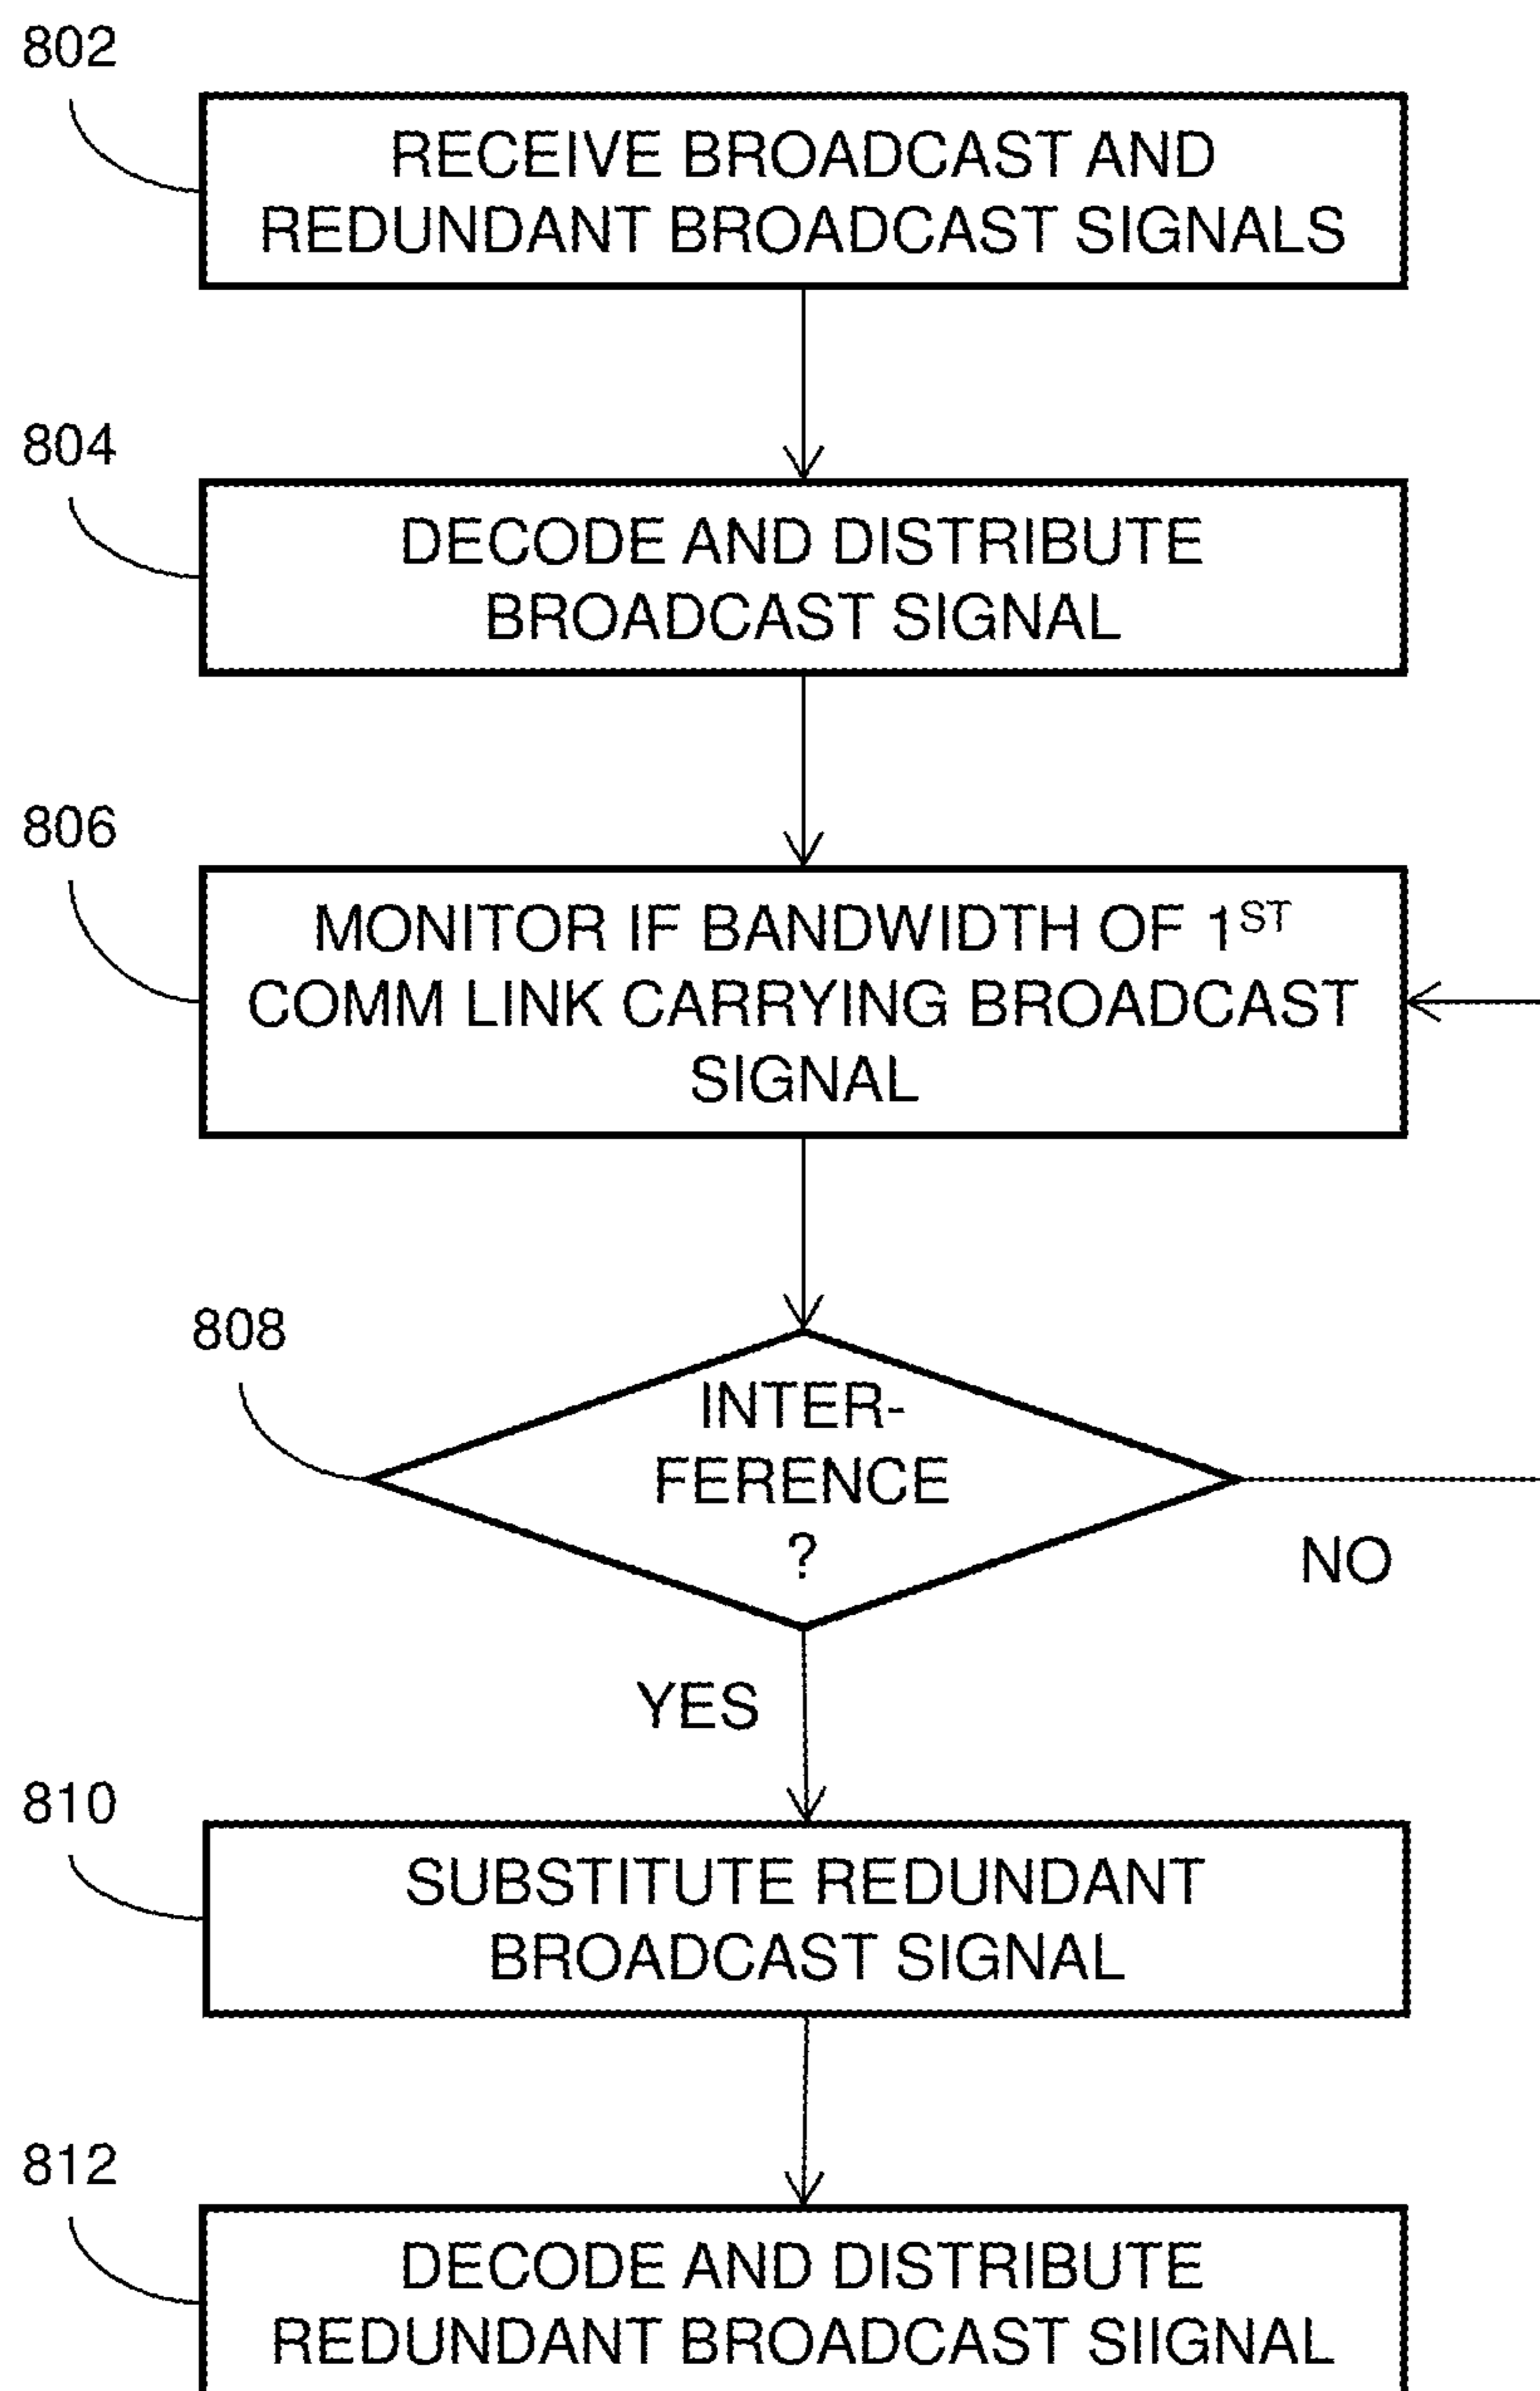 802
RECEIVE BROADCAST AND
REDUNDANT BROADCAST SIGNALS
804
DECODE AND DISTRIBUTE
BROADCAST SIGNAL
806
MONITOR IF BANDWIDTH OF 1ST
COMM LINK CARRYING BROADCAST
SIGNAL
808
INTER-
FERENCE
?
NO
YES
810
SUBSTITUTE REDUNDANT
BROADCAST SIGNAL
812
DECODE AND DISTRIBUTE
REDUNDANT BROADCAST SIIGNAL